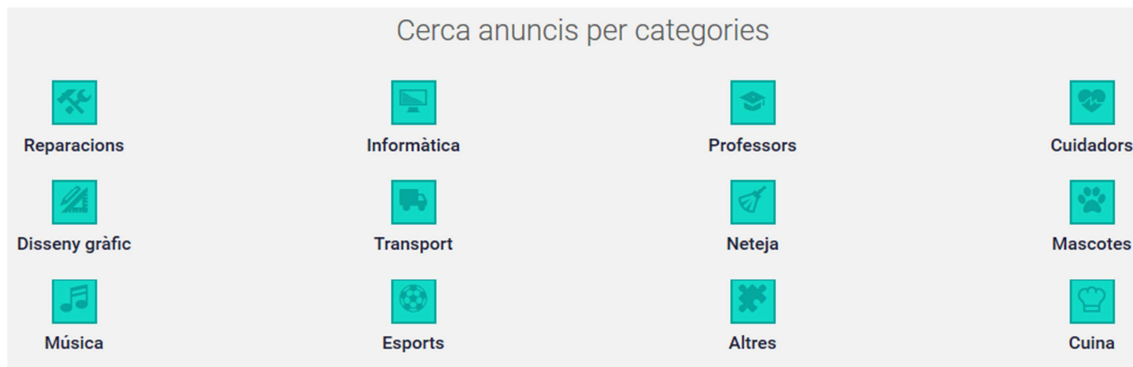 Cerca anuncis per categories
Reparacions Informàtica Professors Cuidadors
Disseny gràfic Transport Neteja Mascotes
Música Esports Altres Cuina